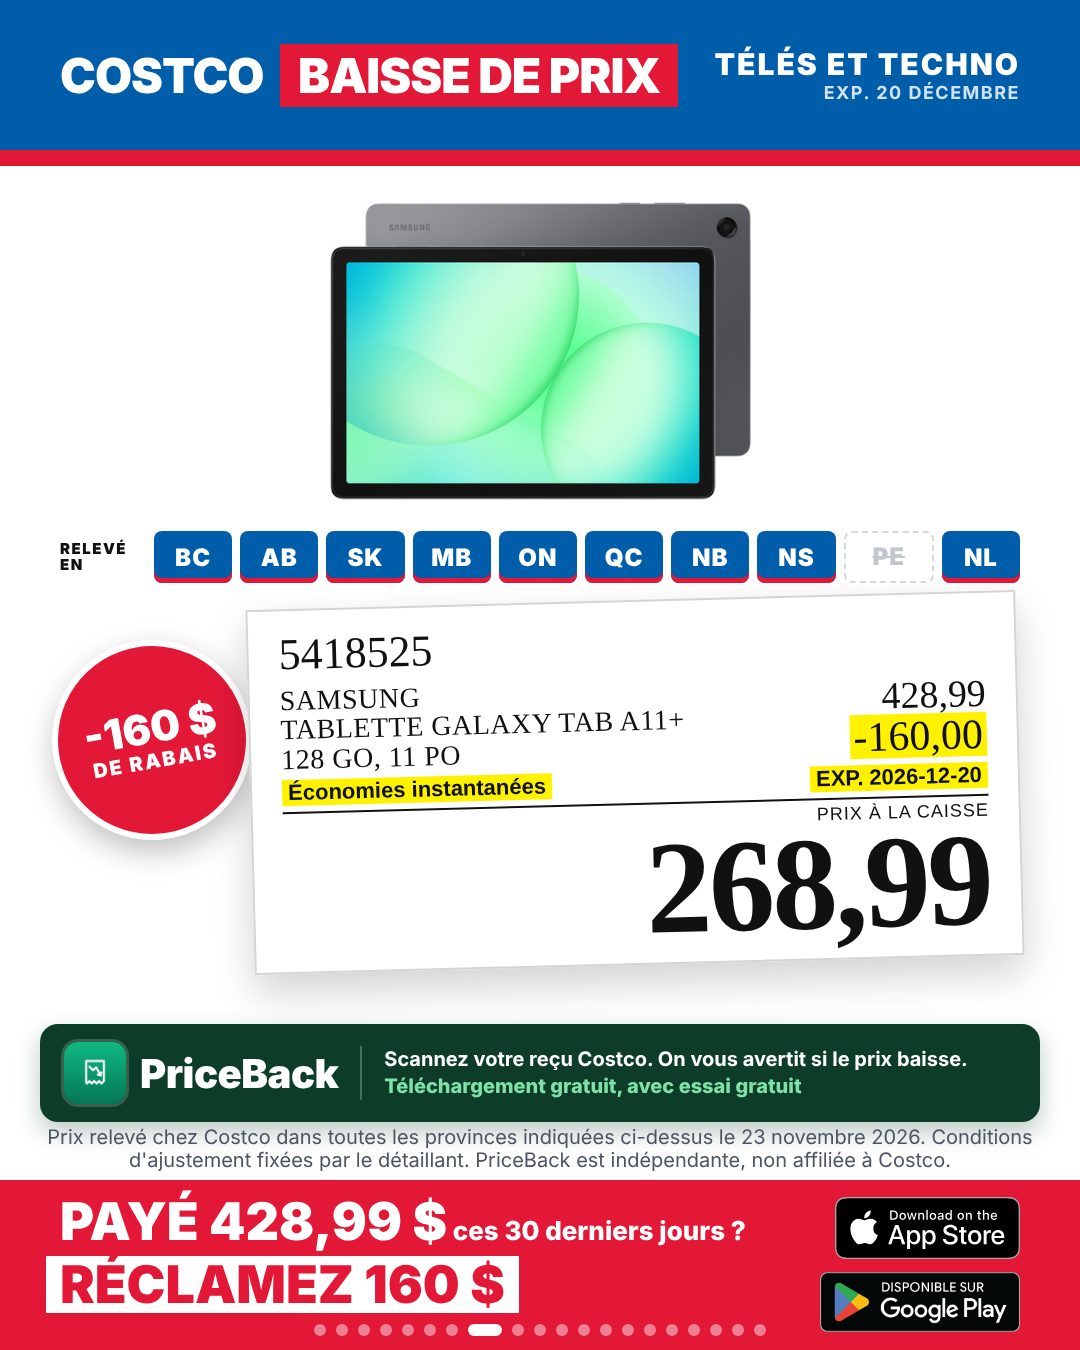 COSTCO BAISSE DE PRIX
TÉLÉS ET TECHNO
EXP. 20 DÉCEMBRE
SAMSUNG
RELEVÉ EN
BC AB SK MB ON QC NB NS PE NL
5418525
SAMSUNG
TABLETTE GALAXY TAB A11+
128 GO, 11 PO
Économies instantanées
428,99
-160,00
EXP. 2026-12-20
PRIX À LA CAISSE
268,99
-160 $
DE RABAIS
PriceBack
Scannez votre reçu Costco. On vous avertit si le prix baisse.
Téléchargement gratuit, avec essai gratuit
Prix relevé chez Costco dans toutes les provinces indiquées ci-dessus le 23 novembre 2026. Conditions
d'ajustement fixées par le détaillant. PriceBack est indépendante, non affiliée à Costco.
PAYÉ 428,99 $ ces 30 derniers jours ?
RÉCLAMEZ 160 $
Download on the
App Store
DISPONIBLE SUR
Google Play